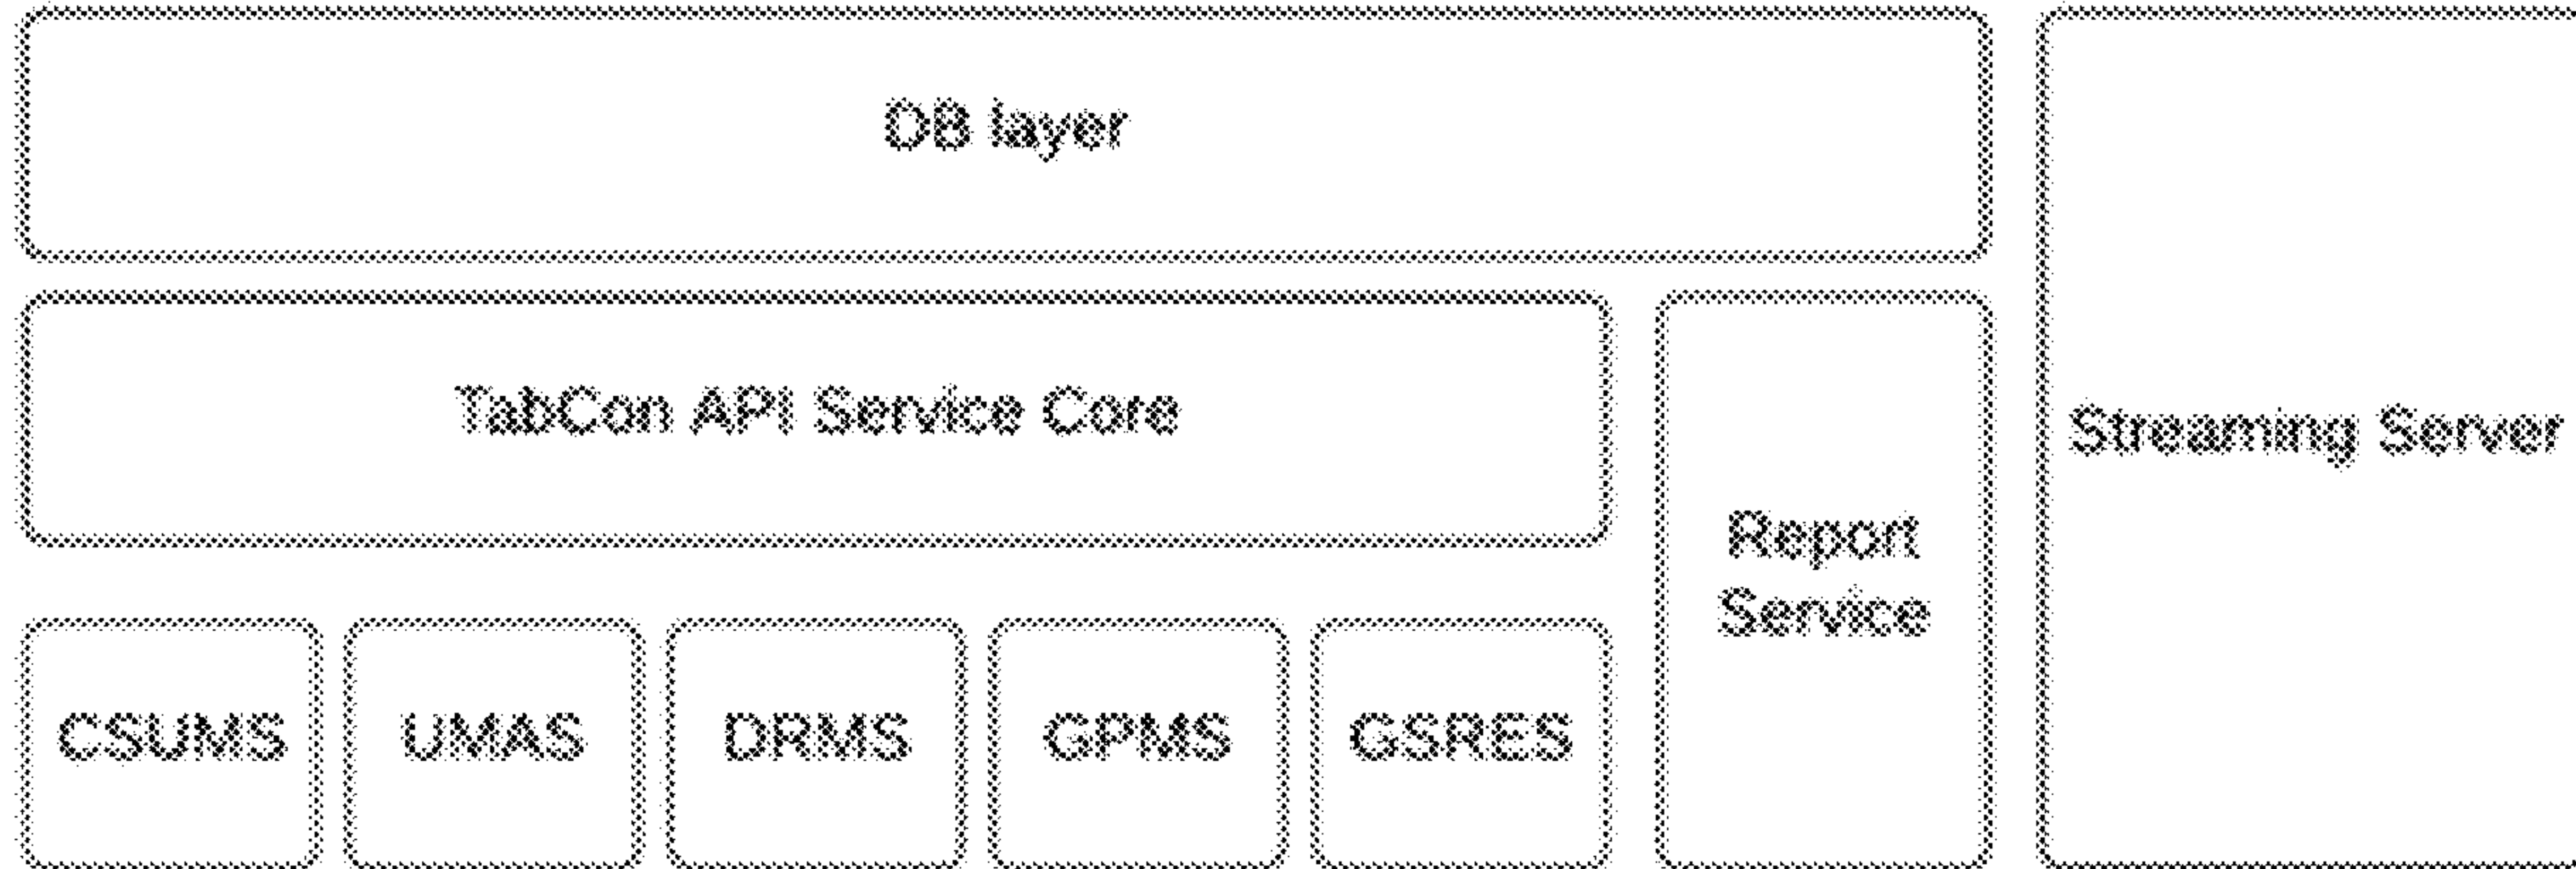 DB layer
TabCon API Service Core
Streaming Server
Report
Service
CSUMS
UMAS
DRMS
GPMS
GSRES